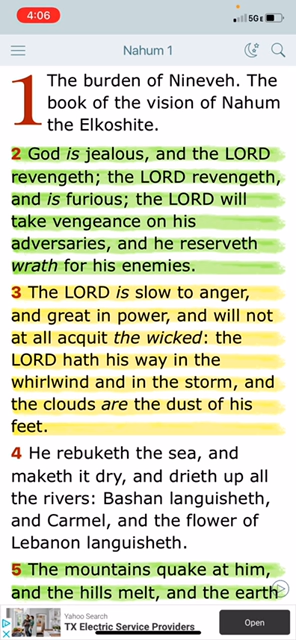 4:06
5GE
Nahum 1
1 The burden of Nineveh. The
book of the vision of Nahum
the Elkoshite.
2 God is jealous, and the LORD
revengeth; the LORD revengeth,
and is furious; the LORD will
take vengeance on his
adversaries, and he reserveth
wrath for his enemies.
3 The LORD is slow to anger,
and great in power, and will not
at all acquit the wicked: the
LORD hath his way in the
whirlwind and in the storm, and
the clouds are the dust of his
feet.
4 He rebuketh the sea, and
maketh it dry, and drieth up all
the rivers: Bashan languisheth,
and Carmel, and the flower of
Lebanon languisheth.
5 The mountains quake at him,
and the hills melt, and the earth
Yahoo Search
TX Electric Service Providers
Open